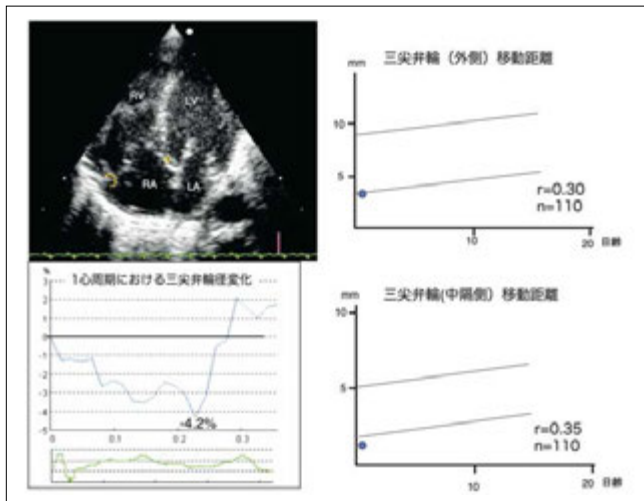 RV
LV
RA
LA
%
1心周期における三尖弁輪径変化
3
2
1
0
-1
-2
-3
-4
-5
-4.2%
0
0.1
0.2
0.3
三尖弁輪（外側）移動距離
mm
10
5
r=0.30
n=110
10
20
日齢
三尖弁輪(中隔側）移動距離
mm
5
r=0.35
n=110
10
20
日齢